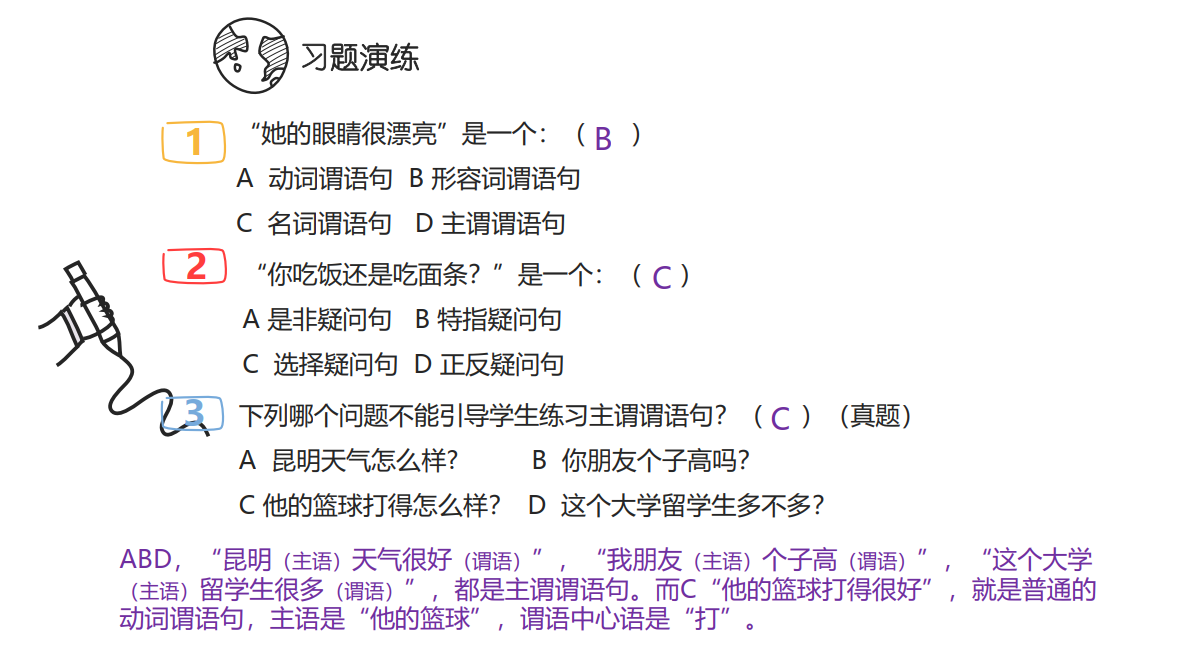 习题演练
1 “她的眼睛很漂亮”是一个：（ B ）
A 动词谓语句 B 形容词谓语句
C 名词谓语句 D 主谓谓语句
2 “你吃饭还是吃面条？”是一个：（ C ）
A 是非疑问句 B 特指疑问句
C 选择疑问句 D 正反疑问句
3 下列哪个问题不能引导学生练习主谓谓语句？（ C ）（真题）
A 昆明天气怎么样? B 你朋友个子高吗?
C 他的篮球打得怎么样? D 这个大学留学生多不多?
ABD，“昆明（主语）天气很好（谓语）”，“我朋友（主语）个子高（谓语）”，“这个大学
（主语）留学生很多（谓语）”，都是主谓谓语句。而C“他的篮球打得很好”，就是普通的
动词谓语句，主语是“他的篮球”，谓语中心语是“打”。